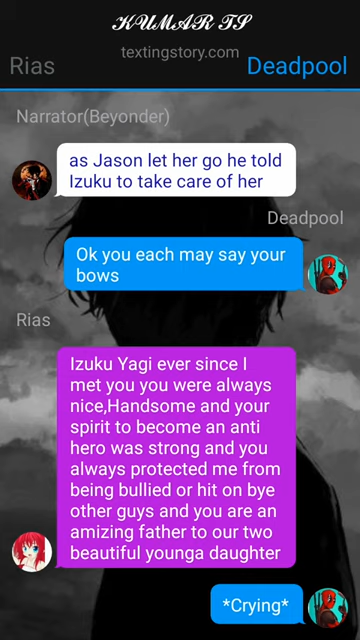 KUMAR TS
textingstory.com
Rias
Deadpool
Narrator(Beyonder)
as Jason let her go he told
Izuku to take care of her
Deadpool
Ok you each may say your
bows
Rias
Izuku Yagi ever since I
met you you were always
nice,Handsome and your
spirit to become an anti
hero was strong and you
always protected me from
being bullied or hit on bye
other guys and you are an
amizing father to our two
beautiful younga daughter
*Crying*